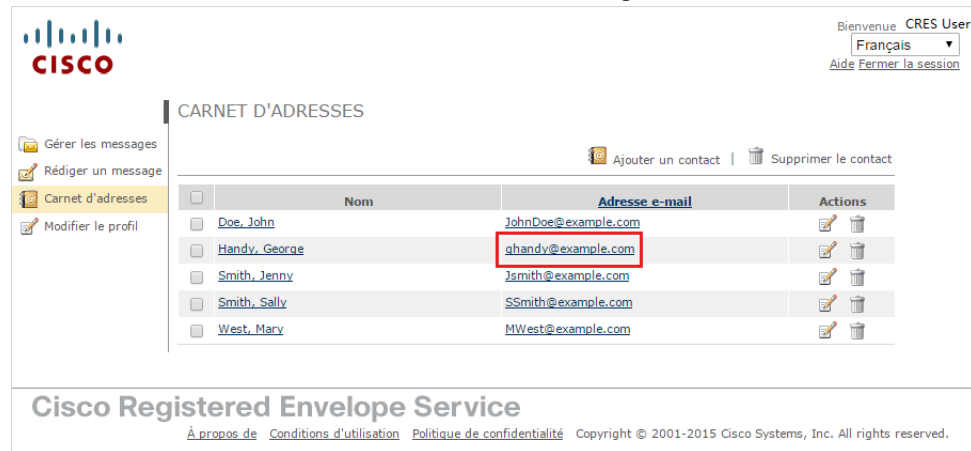 Bienvenue CRES User
Français
Aide Fermer la session
CISCO
CARNET D'ADRESSES
Gérer les messages
Rédiger un message
Carnet d'adresses
Modifier le profil
Ajouter un contact | Supprimer le contact
Nom Adresse e-mail Actions
Doe, John JohnDoe@example.com
Handy, George ghandy@example.com
Smith, Jenny Jsmith@example.com
Smith, Sally SSmith@example.com
West, Mary MWest@example.com
Cisco Registered Envelope Service
À propos de Conditions d'utilisation Politique de confidentialité Copyright © 2001-2015 Cisco Systems, Inc. All rights reserved.